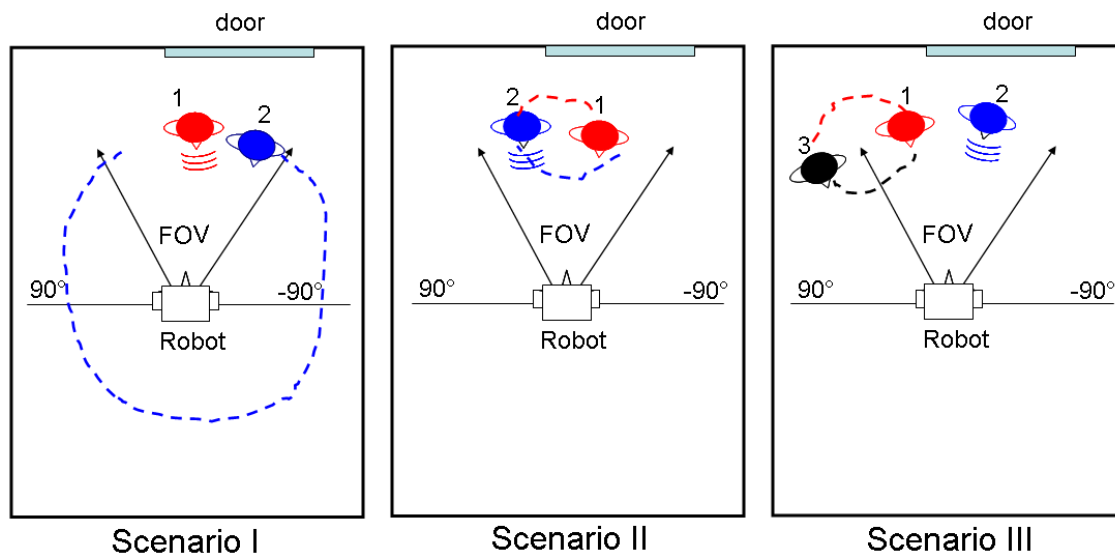 door
1
2
FOV
90°
-90°
Robot
Scenario I
door
2
1
FOV
90°
-90°
Robot
Scenario II
door
1
2
3
FOV
90°
-90°
Robot
Scenario III